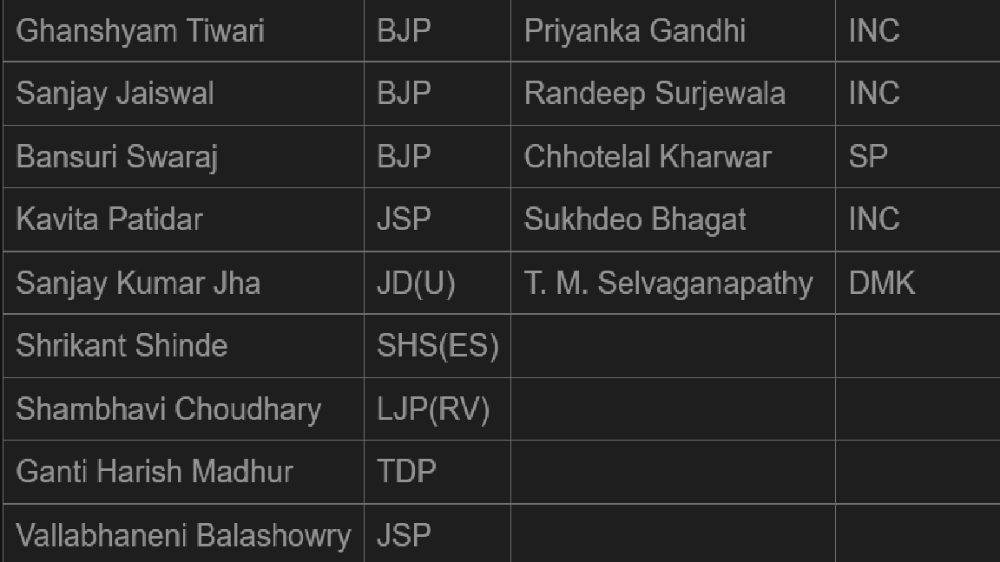 Ghanshyam Tiwari BJP Priyanka Gandhi INC
Sanjay Jaiswal BJP Randeep Surjewala INC
Bansuri Swaraj BJP Chhotelal Kharwar SP
Kavita Patidar JSP Sukhdeo Bhagat INC
Sanjay Kumar Jha JD(U) T. M. Selvaganapathy DMK
Shrikant Shinde SHS(ES)
Shambhavi Choudhary LJP(RV)
Ganti Harish Madhur TDP
Vallabhaneni Balashowry JSP